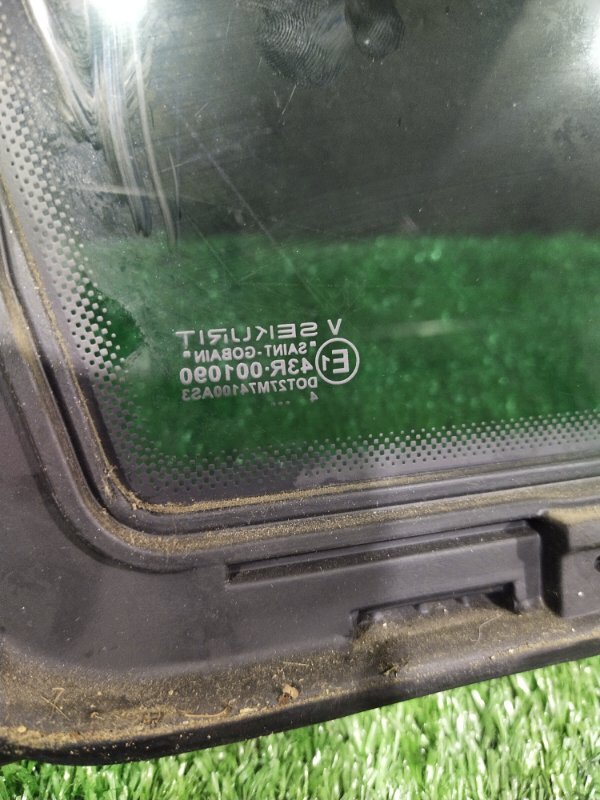 V SEKURIT
SAINT-GOBAIN
E1
43R-001090
DOT27M74100AS3
4